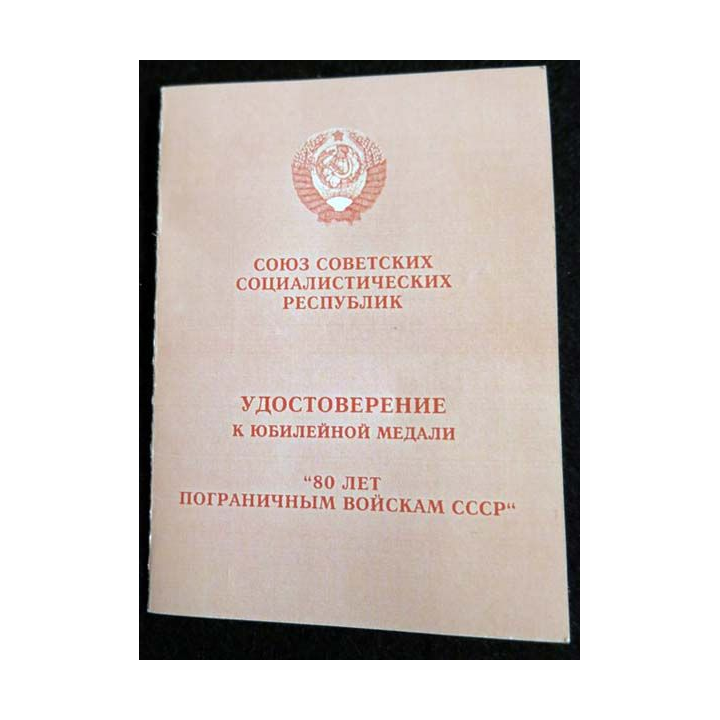 СОЮЗ СОВЕТСКИХ
СОЦИАЛИСТИЧЕСКИХ
РЕСПУБЛИК
УДОСТОВЕРЕНИЕ
К ЮБИЛЕЙНОЙ МЕДАЛИ
"80 ЛЕТ
ПОГРАНИЧНЫМ ВОЙСКАМ СССР"